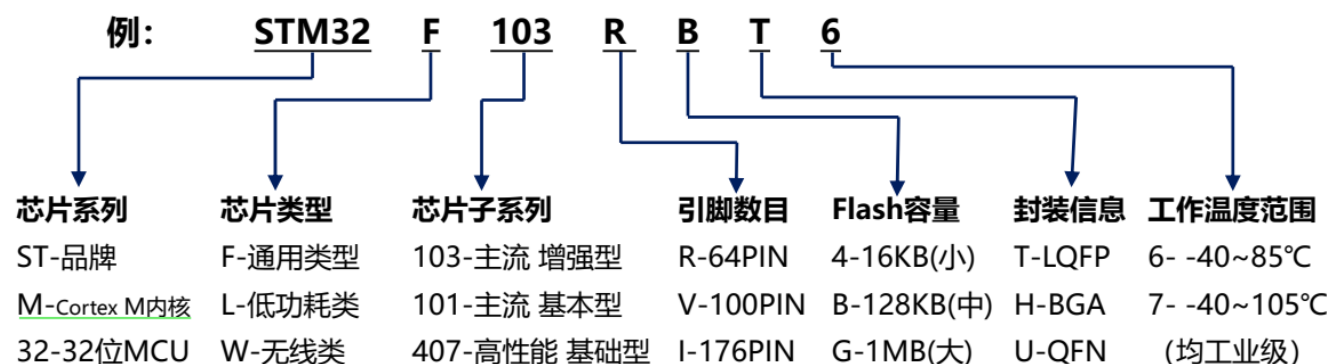 例： STM32 F 103 R B T 6
芯片系列 芯片类型 芯片子系列 引脚数目 Flash容量 封装信息 工作温度范围
ST-品牌 F-通用类型 103-主流 增强型 R-64PIN 4-16KB(小) T-LQFP 6- -40~85℃
M-Cortex M内核 L-低功耗类 101-主流 基本型 V-100PIN B-128KB(中) H-BGA 7- -40~105℃
32-32位MCU W-无线类 407-高性能 基础型 I-176PIN G-1MB(大) U-QFN （均工业级）